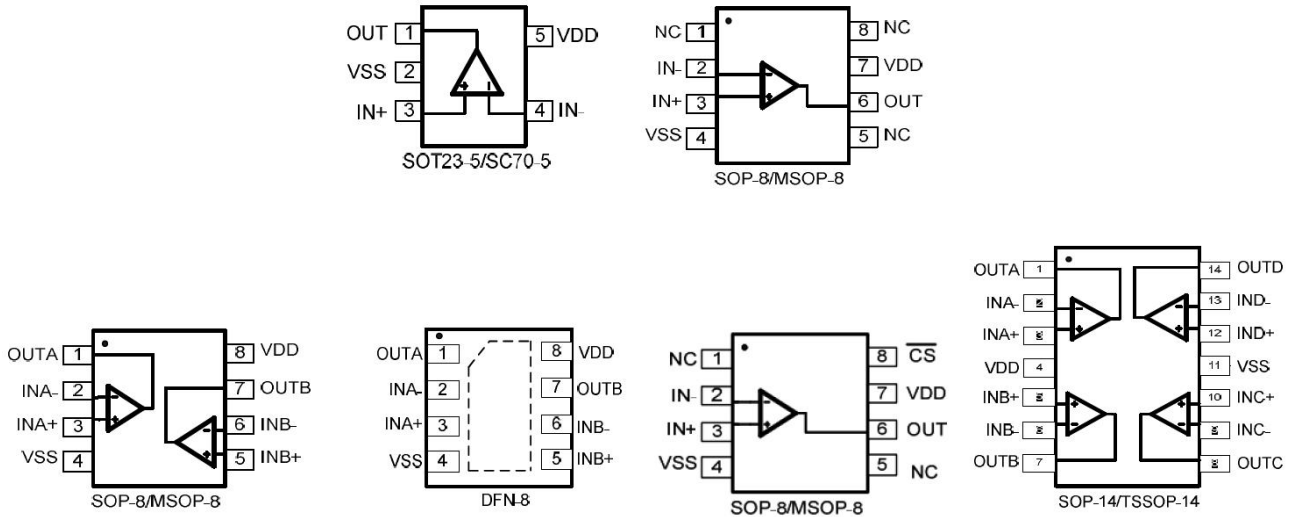 OUT 1 5 VDD
VSS 2
IN+ 3 4 IN-
SOT23-5/SC70-5
NC 1 8 NC
IN- 2 7 VDD
IN+ 3 6 OUT
VSS 4 5 NC
SOP-8/MSOP-8
OUTA 1 8 VDD
INA- 2 7 OUTB
INA+ 3 6 INB-
VSS 4 5 INB+
SOP-8/MSOP-8
OUTA 1 8 VDD
INA- 2 7 OUTB
INA+ 3 6 INB-
VSS 4 5 INB+
DFN-8
NC 1 8 CS
IN- 2 7 VDD
IN+ 3 6 OUT
VSS 4 5 NC
SOP-8/MSOP-8
OUTA 1 14 OUTD
INA- 13 IND-
INA+ 12 IND+
VDD 4 11 VSS
INB+ 10 INC+
INB- INC-
OUTB 7 OUTC
SOP-14/TSSOP-14